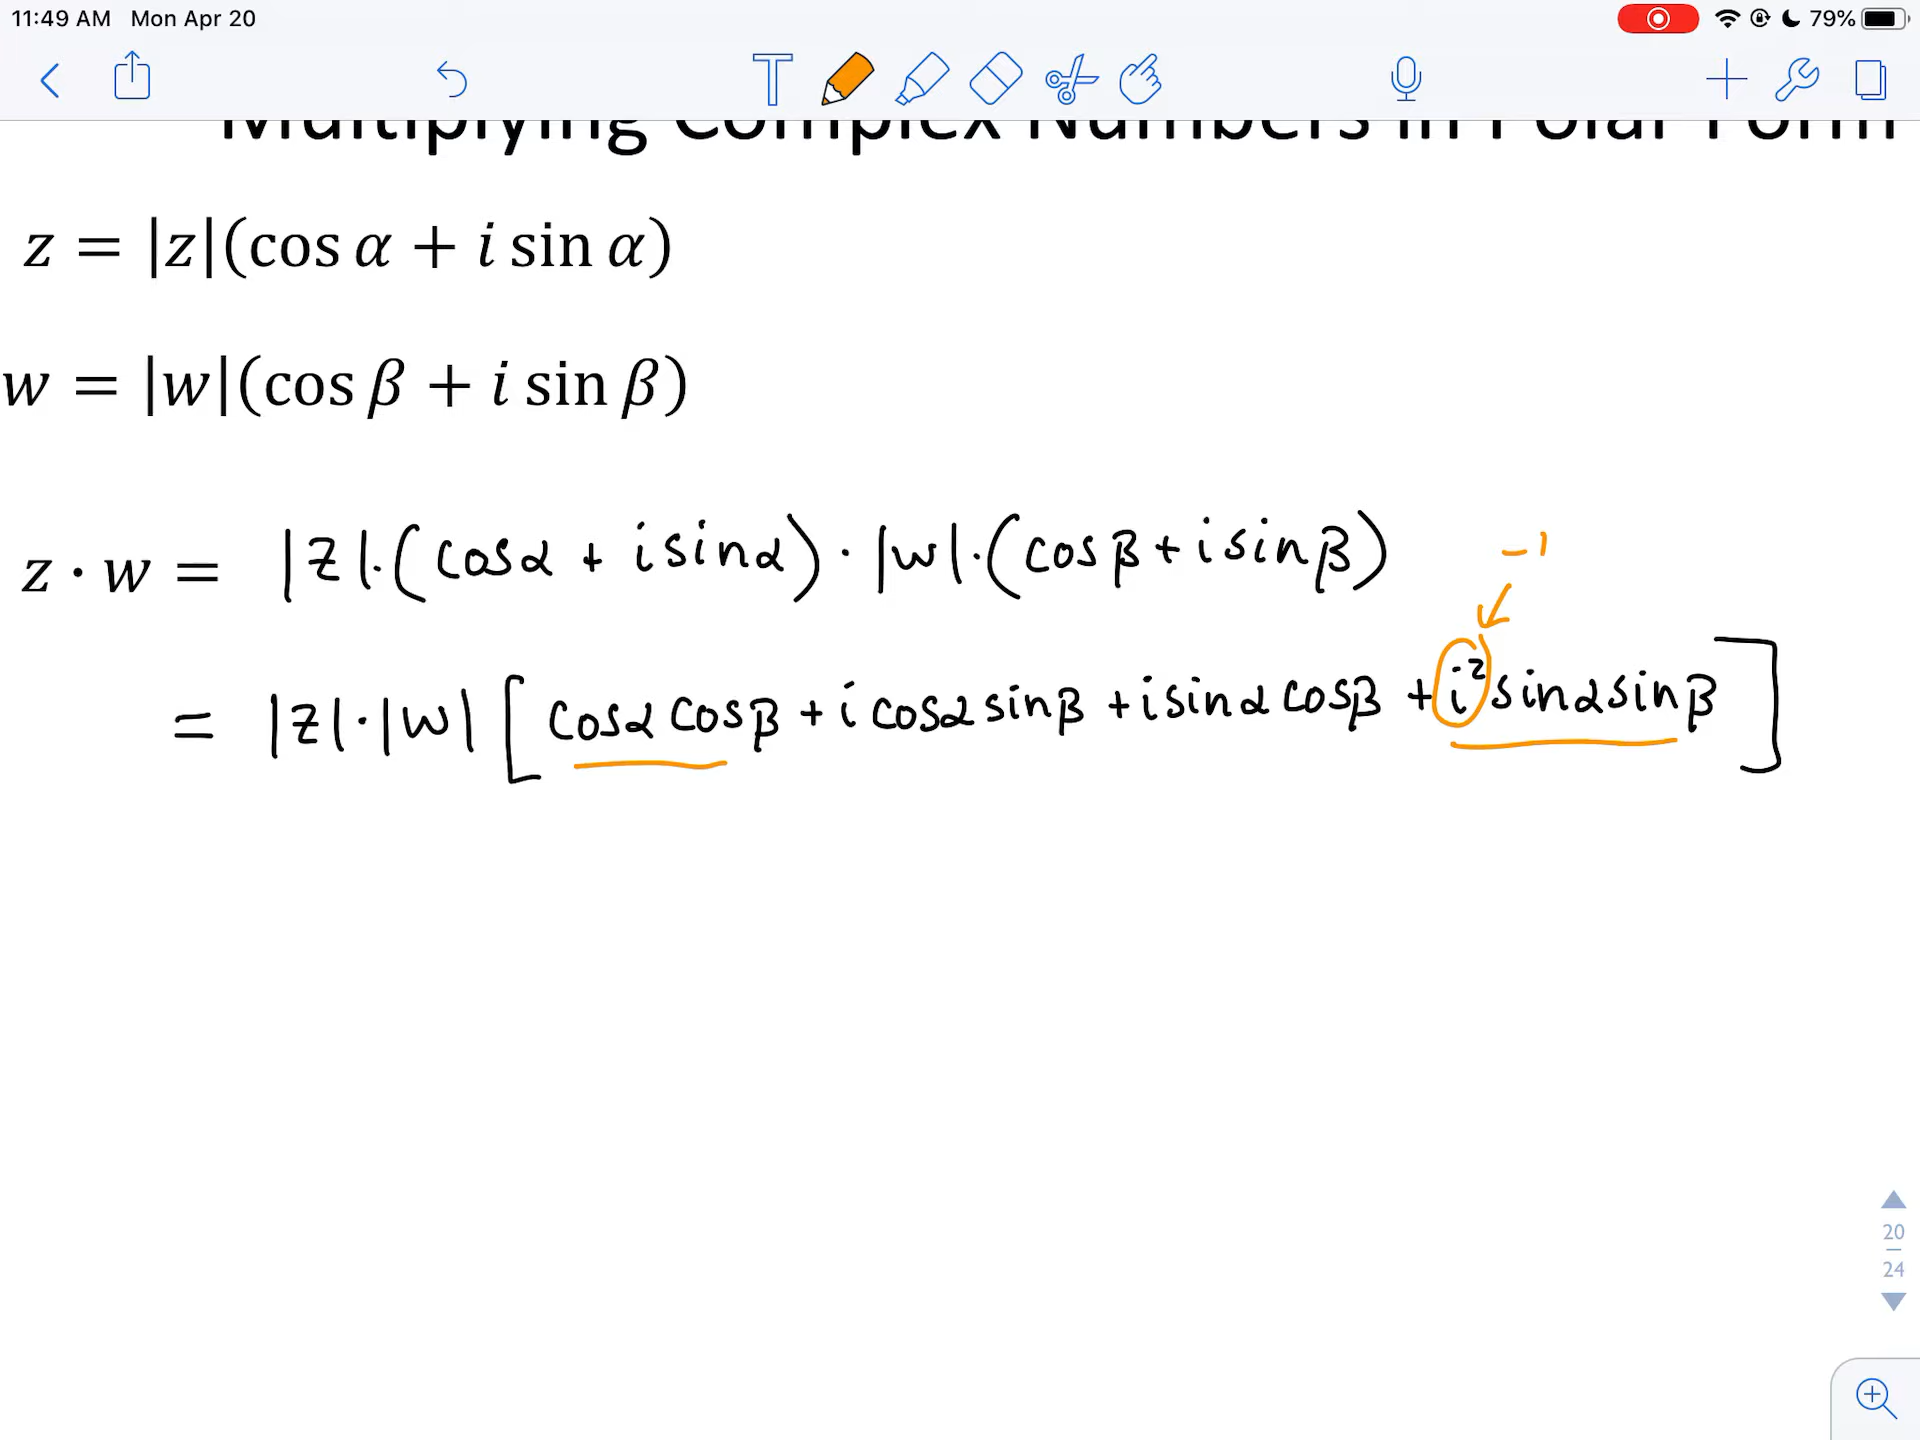 11:49 AM Mon Apr 20 79%
T
Multiplying Complex Numbers in Polar Form
z = |z|(cos α + i sin α)
w = |w|(cos β + i sin β)
-1
z · w = |z|·(cosα + isinα) · |w|·(cosβ + isinβ)
= |z|·|w| [cosα cosβ + i cosα sinβ + isinα cosβ + i² sinα sinβ]
20
24